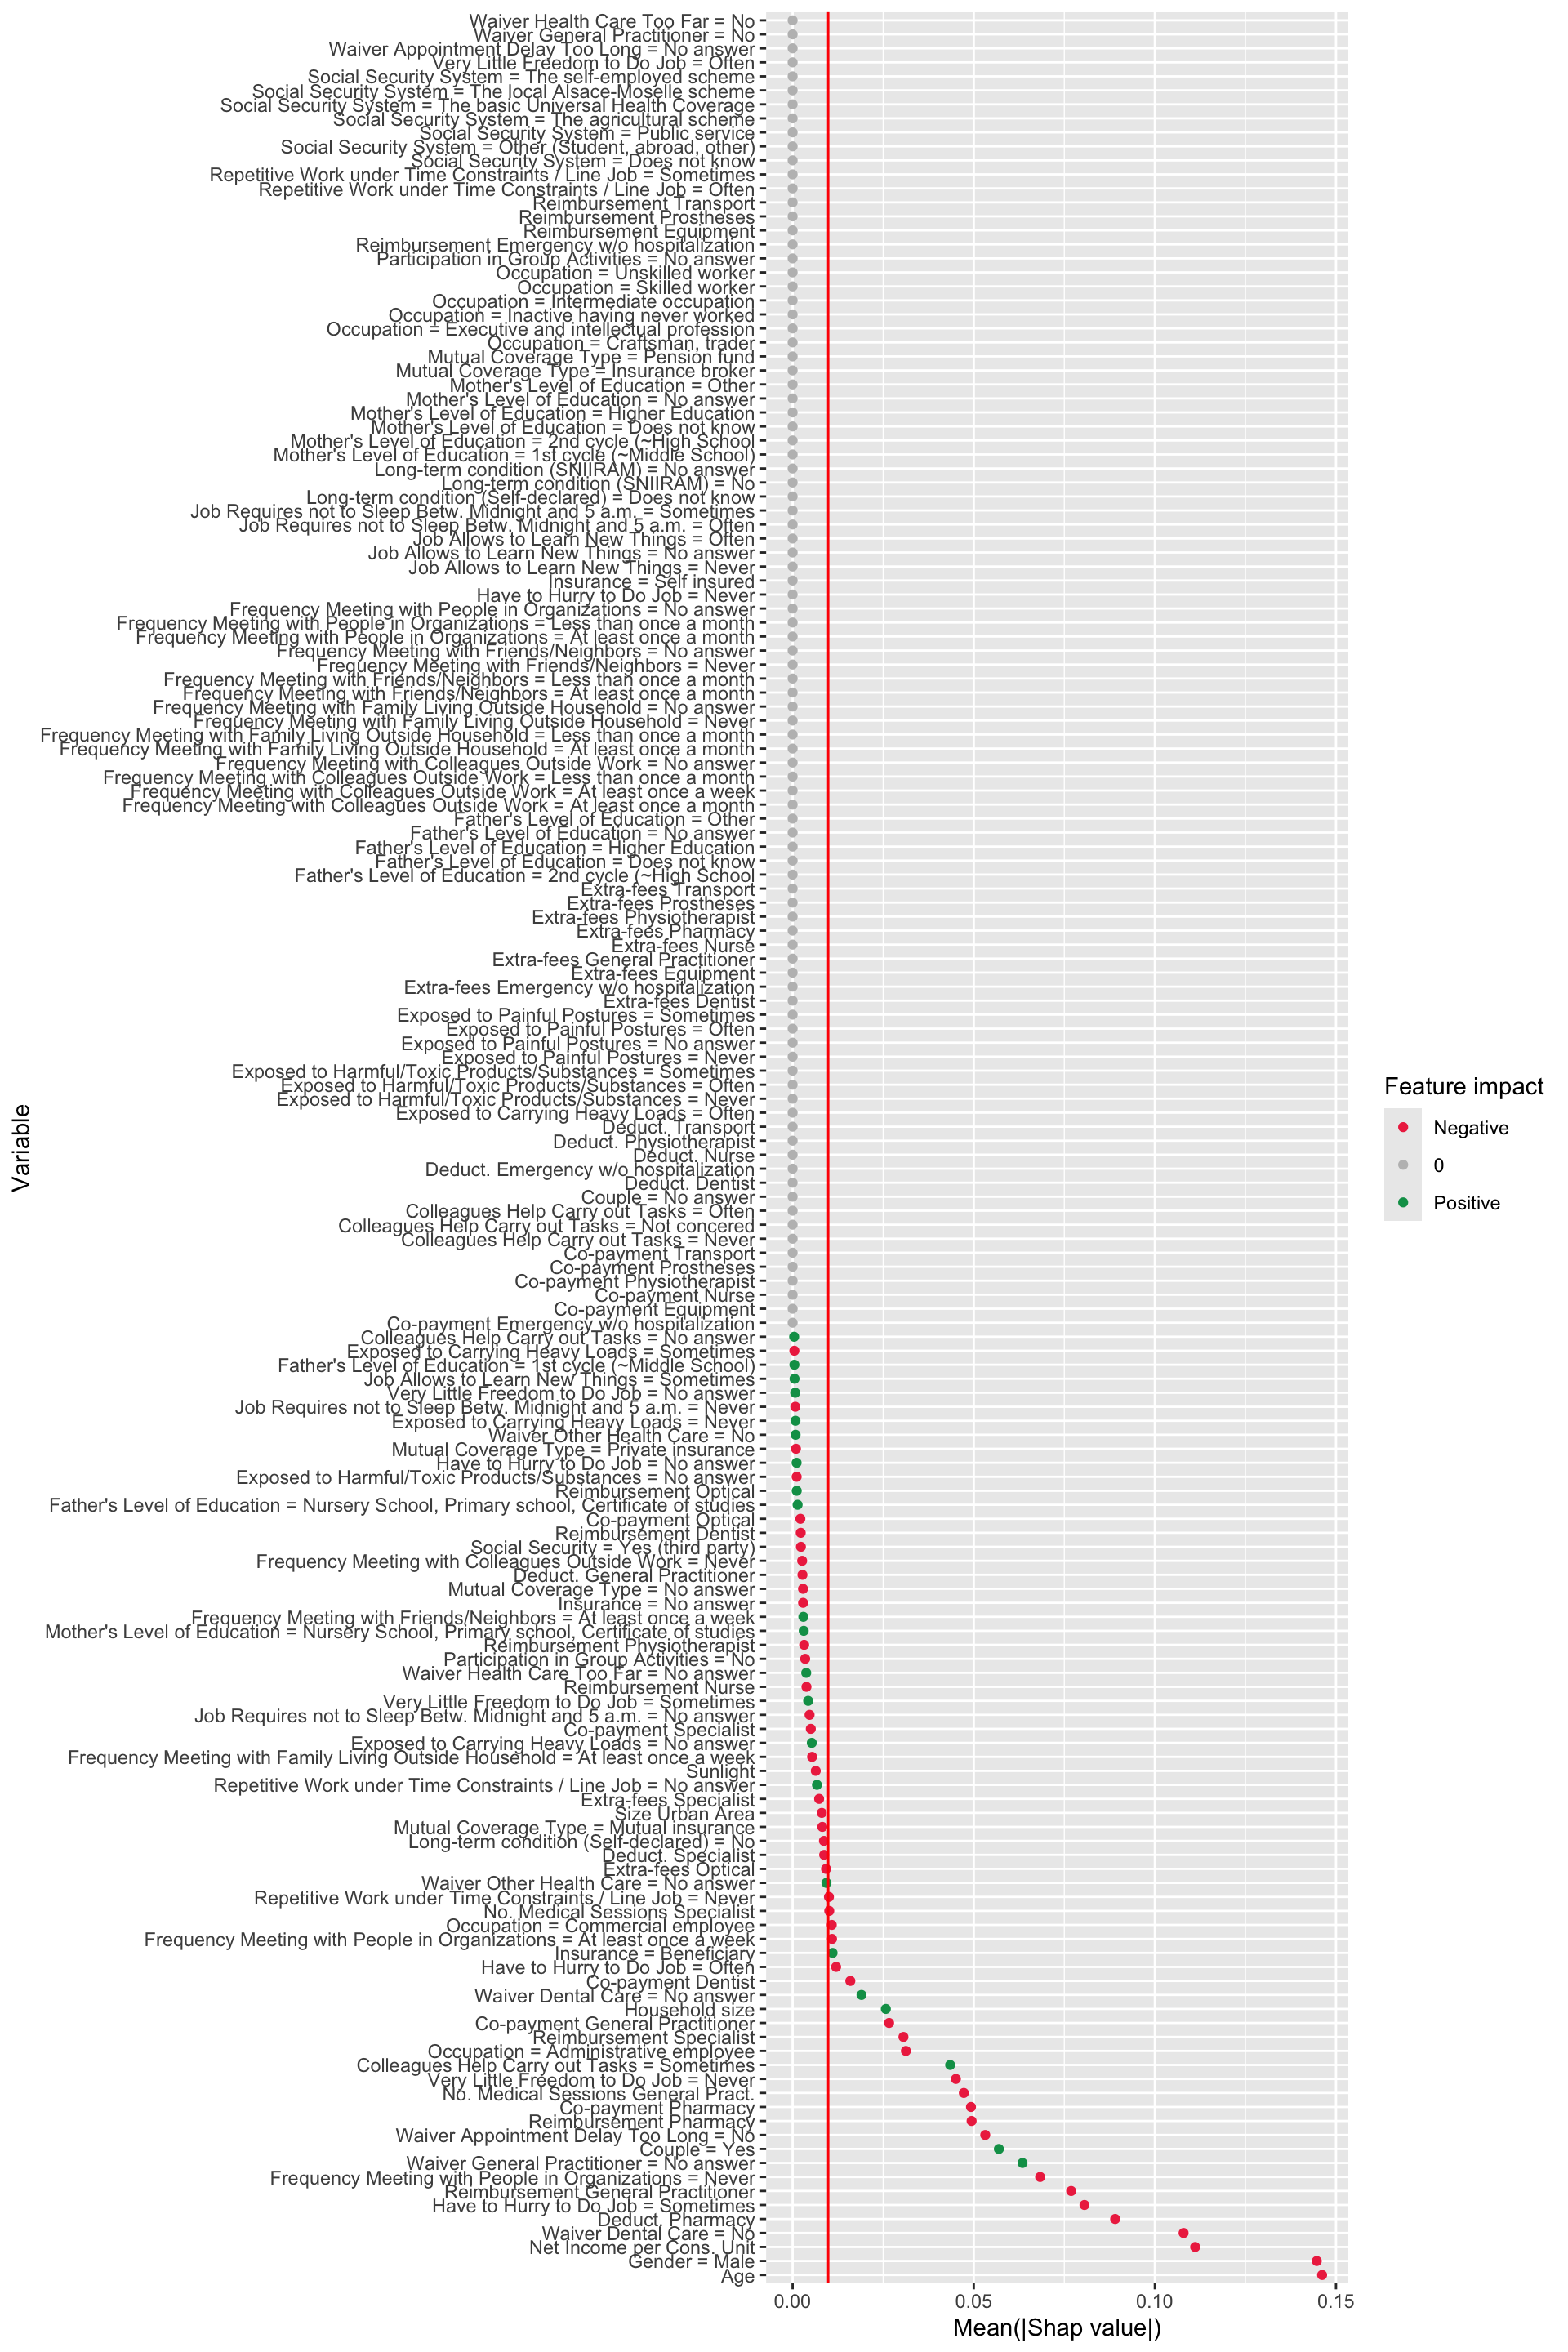 Waiver Health Care Too Far = No
Waiver General Practitioner = No
Waiver Appointment Delay Too Long = No answer
Very Little Freedom to Do Job = Often
Social Security System = The self-employed scheme
Social Security System = The local Alsace-Moselle scheme
Social Security System = The basic Universal Health Coverage
Social Security System = The agricultural scheme
Social Security System = Public service
Social Security System = Other (Student, abroad, other)
Social Security System = Does not know
Repetitive Work under Time Constraints / Line Job = Sometimes
Repetitive Work under Time Constraints / Line Job = Often
Reimbursement Transport
Reimbursement Prostheses
Reimbursement Equipment
Reimbursement Emergency w/o hospitalization
Participation in Group Activities = No answer
Occupation = Unskilled worker
Occupation = Skilled worker
Occupation = Intermediate occupation
Occupation = Inactive having never worked
Occupation = Executive and intellectual profession
Occupation = Craftsman, trader
Mutual Coverage Type = Pension fund
Mutual Coverage Type = Insurance broker
Mother's Level of Education = Other
Mother's Level of Education = No answer
Mother's Level of Education = Higher Education
Mother's Level of Education = Does not know
Mother's Level of Education = 2nd cycle (~High School
Mother's Level of Education = 1st cycle (~Middle School)
Long-term condition (SNIIRAM) = No answer
Long-term condition (SNIIRAM) = No
Long-term condition (Self-declared) = Does not know
Job Requires not to Sleep Betw. Midnight and 5 a.m. = Sometimes
Job Requires not to Sleep Betw. Midnight and 5 a.m. = Often
Job Allows to Learn New Things = Often
Job Allows to Learn New Things = No answer
Job Allows to Learn New Things = Never
Insurance = Self insured
Have to Hurry to Do Job = Never
Frequency Meeting with People in Organizations = No answer
Frequency Meeting with People in Organizations = Less than once a month
Frequency Meeting with People in Organizations = At least once a month
Frequency Meeting with Friends/Neighbors = No answer
Frequency Meeting with Friends/Neighbors = Never
Frequency Meeting with Friends/Neighbors = Less than once a month
Frequency Meeting with Friends/Neighbors = At least once a month
Frequency Meeting with Family Living Outside Household = No answer
Frequency Meeting with Family Living Outside Household = Never
Frequency Meeting with Family Living Outside Household = Less than once a month
Frequency Meeting with Family Living Outside Household = At least once a month
Frequency Meeting with Colleagues Outside Work = No answer
Frequency Meeting with Colleagues Outside Work = Less than once a month
Frequency Meeting with Colleagues Outside Work = At least once a week
Frequency Meeting with Colleagues Outside Work = At least once a month
Father's Level of Education = Other
Father's Level of Education = No answer
Father's Level of Education = Higher Education
Father's Level of Education = Does not know
Father's Level of Education = 2nd cycle (~High School
Extra-fees Transport
Extra-fees Prostheses
Extra-fees Physiotherapist
Extra-fees Pharmacy
Extra-fees Nurse
Extra-fees General Practitioner
Extra-fees Equipment
Extra-fees Emergency w/o hospitalization
Extra-fees Dentist
Exposed to Painful Postures = Sometimes
Exposed to Painful Postures = Often
Exposed to Painful Postures = No answer
Exposed to Painful Postures = Never
Exposed to Harmful/Toxic Products/Substances = Sometimes
Exposed to Harmful/Toxic Products/Substances = Often
Exposed to Harmful/Toxic Products/Substances = Never
Exposed to Carrying Heavy Loads = Often
Deduct. Transport
Deduct. Physiotherapist
Deduct. Nurse
Deduct. Emergency w/o hospitalization
Deduct. Dentist
Couple = No answer
Colleagues Help Carry out Tasks = Often
Colleagues Help Carry out Tasks = Not concered
Colleagues Help Carry out Tasks = Never
Co-payment Transport
Co-payment Prostheses
Co-payment Physiotherapist
Co-payment Nurse
Co-payment Equipment
Co-payment Emergency w/o hospitalization
Colleagues Help Carry out Tasks = No answer
Exposed to Carrying Heavy Loads = Sometimes
Father's Level of Education = 1st cycle (~Middle School)
Job Allows to Learn New Things = Sometimes
Very Little Freedom to Do Job = No answer
Job Requires not to Sleep Betw. Midnight and 5 a.m. = Never
Exposed to Carrying Heavy Loads = Never
Waiver Other Health Care = No
Mutual Coverage Type = Private insurance
Have to Hurry to Do Job = No answer
Exposed to Harmful/Toxic Products/Substances = No answer
Reimbursement Optical
Father's Level of Education = Nursery School, Primary school, Certificate of studies
Co-payment Optical
Reimbursement Dentist
Social Security = Yes (third party)
Frequency Meeting with Colleagues Outside Work = Never
Deduct. General Practitioner
Mutual Coverage Type = No answer
Insurance = No answer
Frequency Meeting with Friends/Neighbors = At least once a week
Mother's Level of Education = Nursery School, Primary school, Certificate of studies
Reimbursement Physiotherapist
Participation in Group Activities = No
Waiver Health Care Too Far = No answer
Reimbursement Nurse
Very Little Freedom to Do Job = Sometimes
Job Requires not to Sleep Betw. Midnight and 5 a.m. = No answer
Co-payment Specialist
Exposed to Carrying Heavy Loads = No answer
Frequency Meeting with Family Living Outside Household = At least once a week
Sunlight
Repetitive Work under Time Constraints / Line Job = No answer
Extra-fees Specialist
Size Urban Area
Mutual Coverage Type = Mutual insurance
Long-term condition (Self-declared) = No
Deduct. Specialist
Extra-fees Optical
Waiver Other Health Care = No answer
Repetitive Work under Time Constraints / Line Job = Never
No. Medical Sessions Specialist
Occupation = Commercial employee
Frequency Meeting with People in Organizations = At least once a week
Insurance = Beneficiary
Have to Hurry to Do Job = Often
Co-payment Dentist
Waiver Dental Care = No answer
Household size
Co-payment General Practitioner
Reimbursement Specialist
Occupation = Administrative employee
Colleagues Help Carry out Tasks = Sometimes
Very Little Freedom to Do Job = Never
No. Medical Sessions General Pract.
Co-payment Pharmacy
Reimbursement Pharmacy
Waiver Appointment Delay Too Long = No
Couple = Yes
Waiver General Practitioner = No answer
Frequency Meeting with People in Organizations = Never
Reimbursement General Practitioner
Have to Hurry to Do Job = Sometimes
Deduct. Pharmacy
Waiver Dental Care = No
Net Income per Cons. Unit
Gender = Male
Age
Variable
0.00 0.05 0.10 0.15
Mean(|Shap value|)
Feature impact
Negative
0
Positive